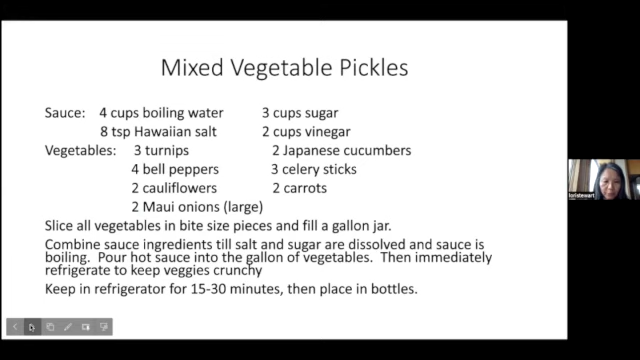 Mixed Vegetable Pickles
Sauce: 4 cups boiling water 3 cups sugar
8 tsp Hawaiian salt 2 cups vinegar
Vegetables: 3 turnips 2 Japanese cucumbers
4 bell peppers 3 celery sticks
2 cauliflowers 2 carrots
2 Maui onions (large)
Slice all vegetables in bite size pieces and fill a gallon jar.
Combine sauce ingredients till salt and sugar are dissolved and sauce is
boiling. Pour hot sauce into the gallon of vegetables. Then immediately
refrigerate to keep veggies crunchy
Keep in refrigerator for 15-30 minutes, then place in bottles.
loristewart